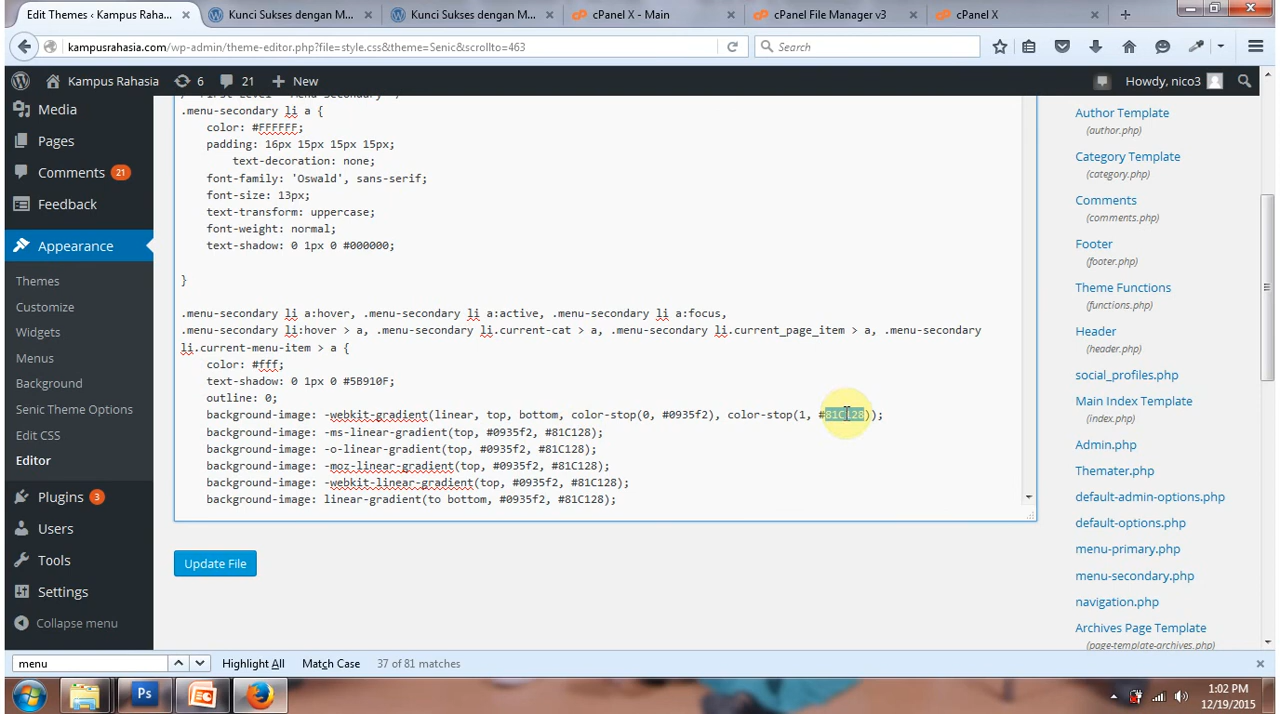 Edit Themes ‹ Kampus Rahasia...
Kunci Sukses dengan M...
Kunci Sukses dengan M...
cPanel X - Main
cPanel File Manager v3
cPanel X
kampusrahasia.com/wp-admin/theme-editor.php?file=style.css&theme=Senic&scrollto=463
Search
Kampus Rahasia
6
21
New
Howdy, nico3
Media
Pages
Comments 21
Feedback
Appearance
Themes
Customize
Widgets
Menus
Background
Senic Theme Options
Edit CSS
Editor
Plugins 3
Users
Tools
Settings
Collapse menu
.menu-secondary li a {
color: #FFFFFF;
padding: 16px 15px 15px 15px;
text-decoration: none;
font-family: 'Oswald', sans-serif;
font-size: 13px;
text-transform: uppercase;
font-weight: normal;
text-shadow: 0 1px 0 #000000;
}
.menu-secondary li a:hover, .menu-secondary li a:active, .menu-secondary li a:focus,
.menu-secondary li:hover > a, .menu-secondary li.current-cat > a, .menu-secondary li.current_page_item > a, .menu-secondary
li.current-menu-item > a {
color: #fff;
text-shadow: 0 1px 0 #5B910F;
outline: 0;
background-image: -webkit-gradient(linear, top, bottom, color-stop(0, #0935f2), color-stop(1, #81C128));
background-image: -ms-linear-gradient(top, #0935f2, #81C128);
background-image: -o-linear-gradient(top, #0935f2, #81C128);
background-image: -moz-linear-gradient(top, #0935f2, #81C128);
background-image: -webkit-linear-gradient(top, #0935f2, #81C128);
background-image: linear-gradient(to bottom, #0935f2, #81C128);
Update File
Author Template
(author.php)
Category Template
(category.php)
Comments
(comments.php)
Footer
(footer.php)
Theme Functions
(functions.php)
Header
(header.php)
social_profiles.php
Main Index Template
(index.php)
Admin.php
Themater.php
default-admin-options.php
default-options.php
menu-primary.php
menu-secondary.php
navigation.php
Archives Page Template
(page-template-archives.php)
menu
Highlight All
Match Case
37 of 81 matches
Ps
1:02 PM
12/19/2015